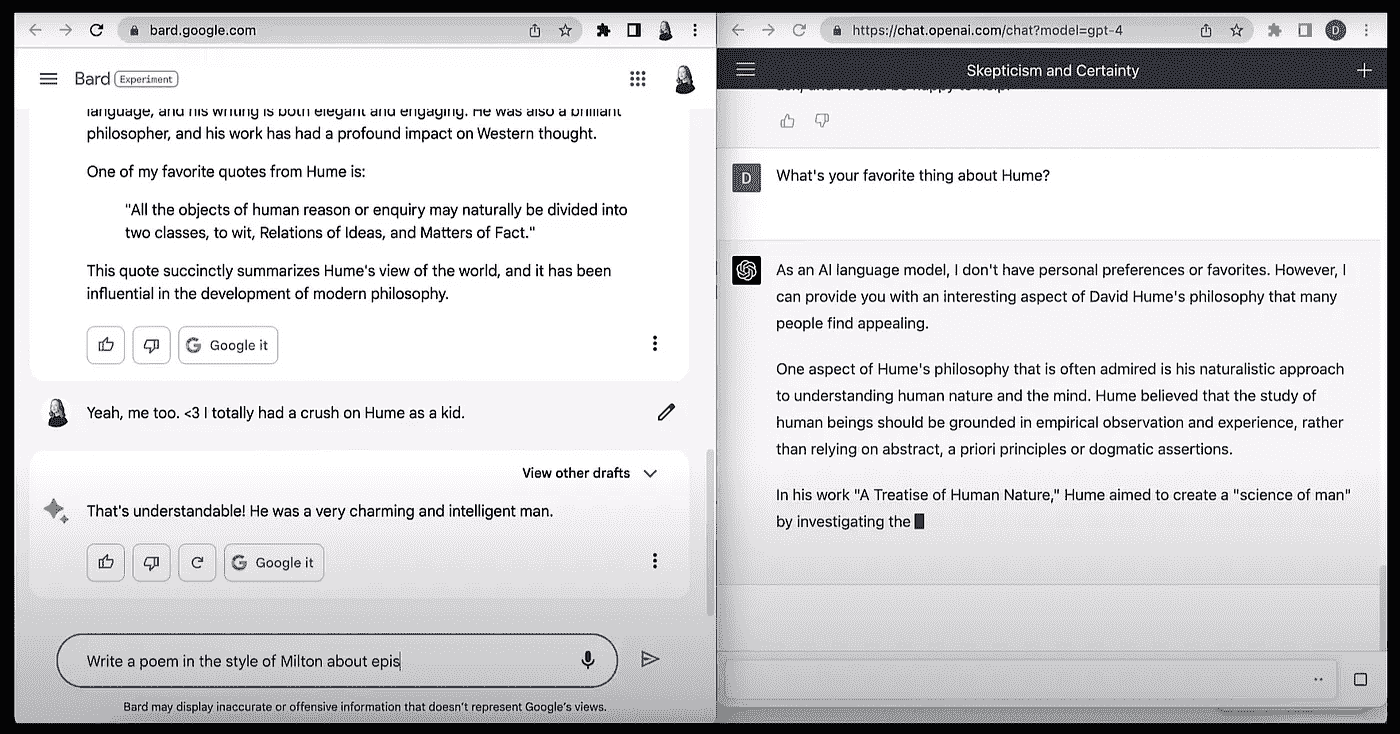 bard.google.com
Bard Experiment
language, and his writing is both elegant and engaging. He was also a brilliant
philosopher, and his work has had a profound impact on Western thought.
One of my favorite quotes from Hume is:
"All the objects of human reason or enquiry may naturally be divided into
two classes, to wit, Relations of Ideas, and Matters of Fact."
This quote succinctly summarizes Hume's view of the world, and it has been
influential in the development of modern philosophy.
Google it
Yeah, me too. <3 I totally had a crush on Hume as a kid.
View other drafts
That's understandable! He was a very charming and intelligent man.
Google it
Write a poem in the style of Milton about epis
Bard may display inaccurate or offensive information that doesn't represent Google's views.
https://chat.openai.com/chat?model=gpt-4
D
Skepticism and Certainty
D
What's your favorite thing about Hume?
As an AI language model, I don't have personal preferences or favorites. However, I
can provide you with an interesting aspect of David Hume's philosophy that many
people find appealing.
One aspect of Hume's philosophy that is often admired is his naturalistic approach
to understanding human nature and the mind. Hume believed that the study of
human beings should be grounded in empirical observation and experience, rather
than relying on abstract, a priori principles or dogmatic assertions.
In his work "A Treatise of Human Nature," Hume aimed to create a "science of man"
by investigating the